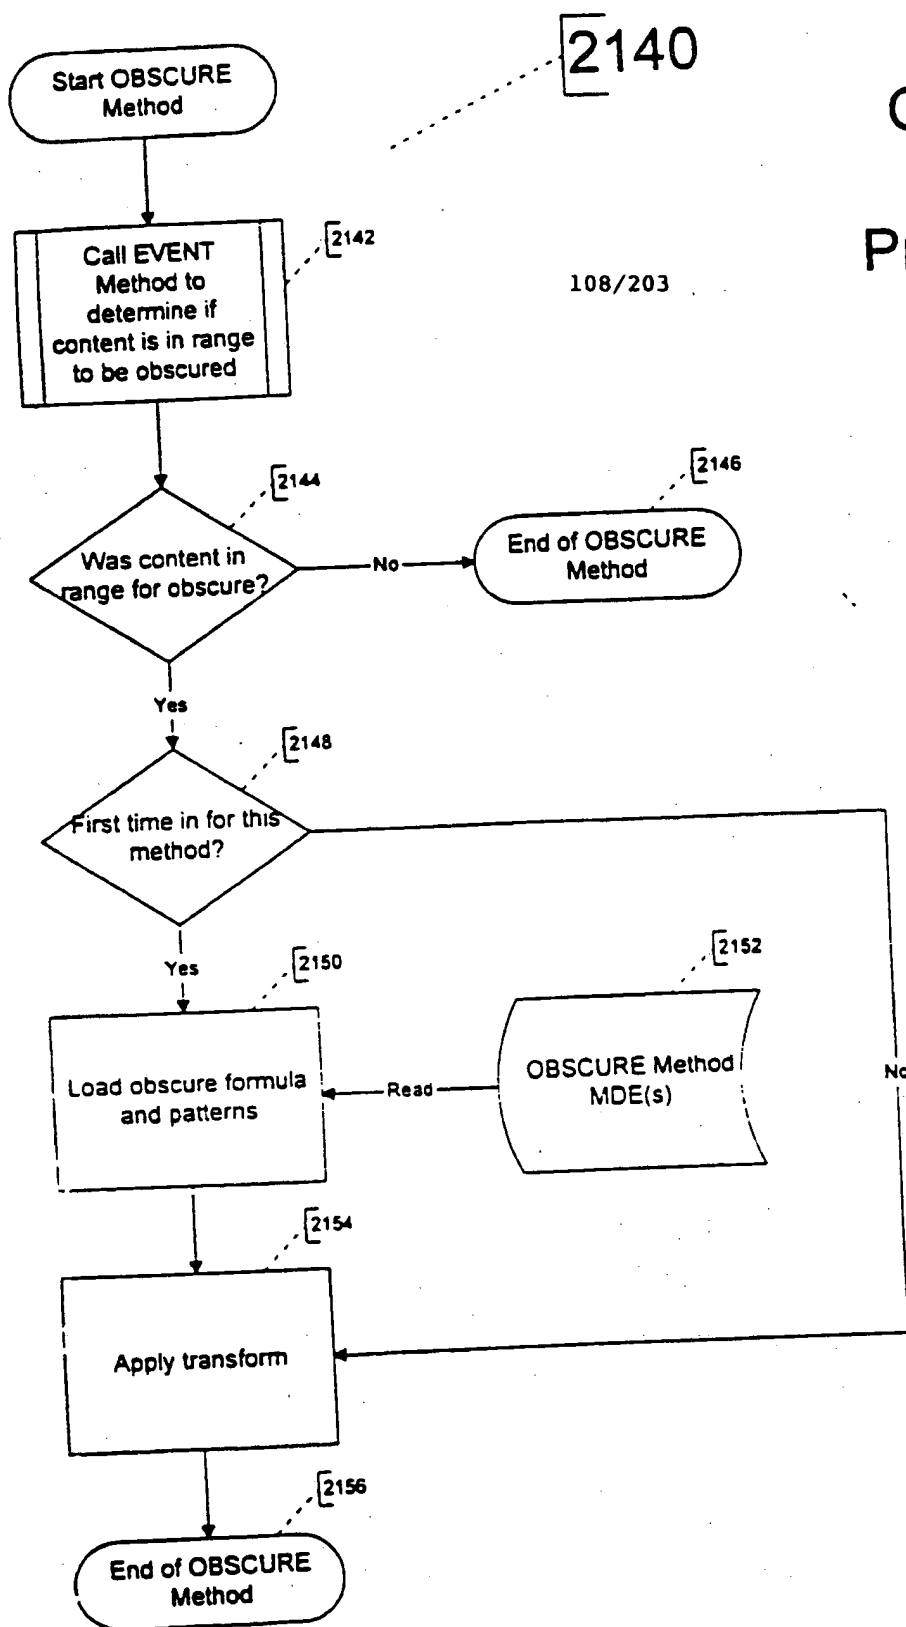 2140
Start OBSCURE
Method
2142
Call EVENT
Method to
determine if
content is in range
to be obscured
108/203
2144
2146
Was content in
range for obscure?
No
End of OBSCURE
Method
Yes
2148
First time in for this
method?
Yes
2150
2152
Load obscure formula
and patterns
Read
OBSCURE Method
MDE(s)
No
2154
Apply transform
2156
End of OBSCURE
Method